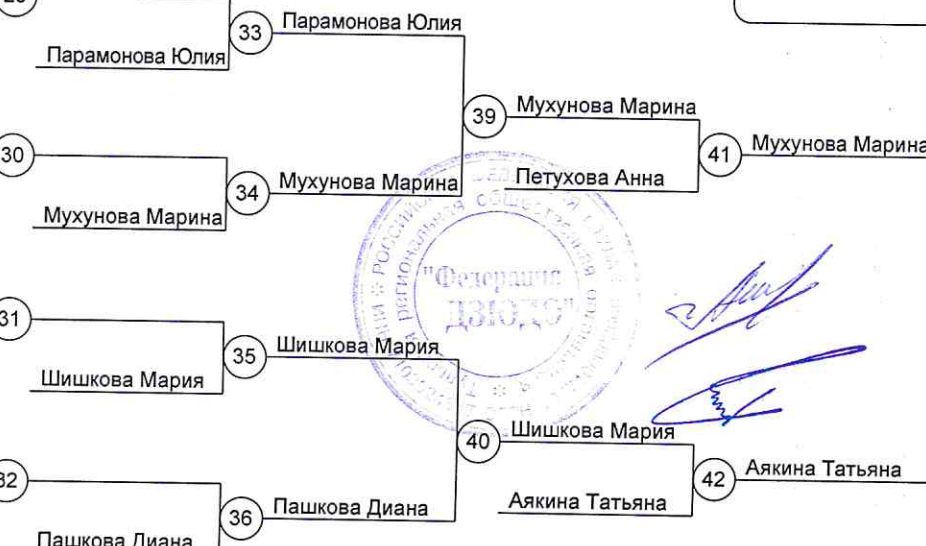 33 Парамонова Юлия
Парамонова Юлия
39 Мухунова Марина
41 Мухунова Марина
30
34 Мухунова Марина
Петухова Анна
Мухунова Марина
"Федерация
ДЗЮДО"
31
35 Шишкова Мария
Шишкова Мария
40 Шишкова Мария
42 Аякина Татьяна
32
36 Пашкова Диана
Аякина Татьяна
Пашкова Диана